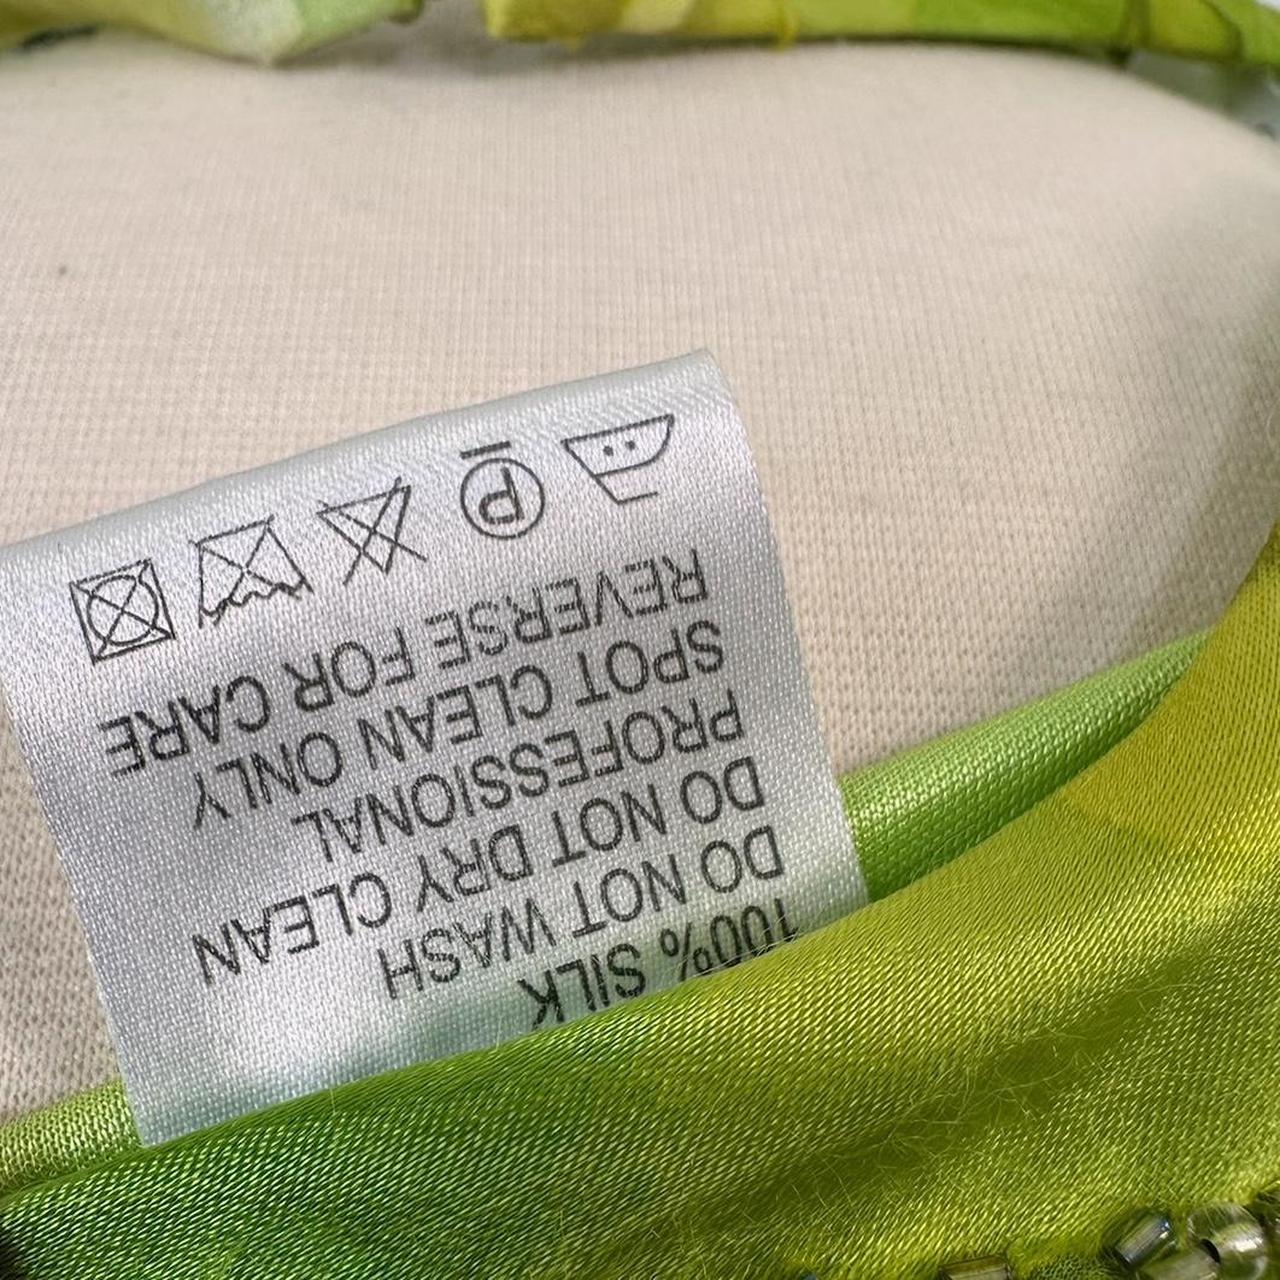 100% SILK
DO NOT WASH
DO NOT DRY CLEAN
PROFESSIONAL
SPOT CLEAN ONLY
REVERSE FOR CARE
P